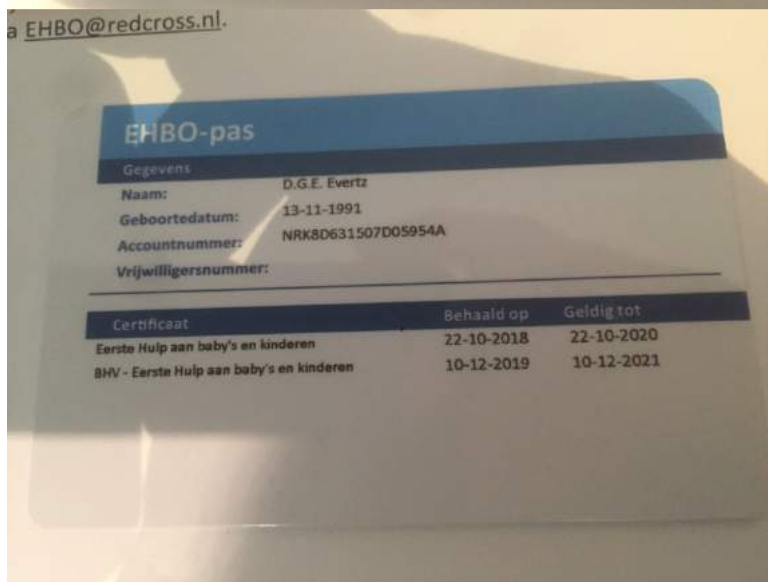 a EHBO@redcross.nl.
EHBO-pas
Gegevens
Naam: D.G.E. Evertz
Geboortedatum: 13-11-1991
Accountnummer: NRK8D631507D05954A
Vrijwilligersnummer:
Certificaat Behaald op Geldig tot
Eerste Hulp aan baby's en kinderen 22-10-2018 22-10-2020
BHV - Eerste Hulp aan baby's en kinderen 10-12-2019 10-12-2021